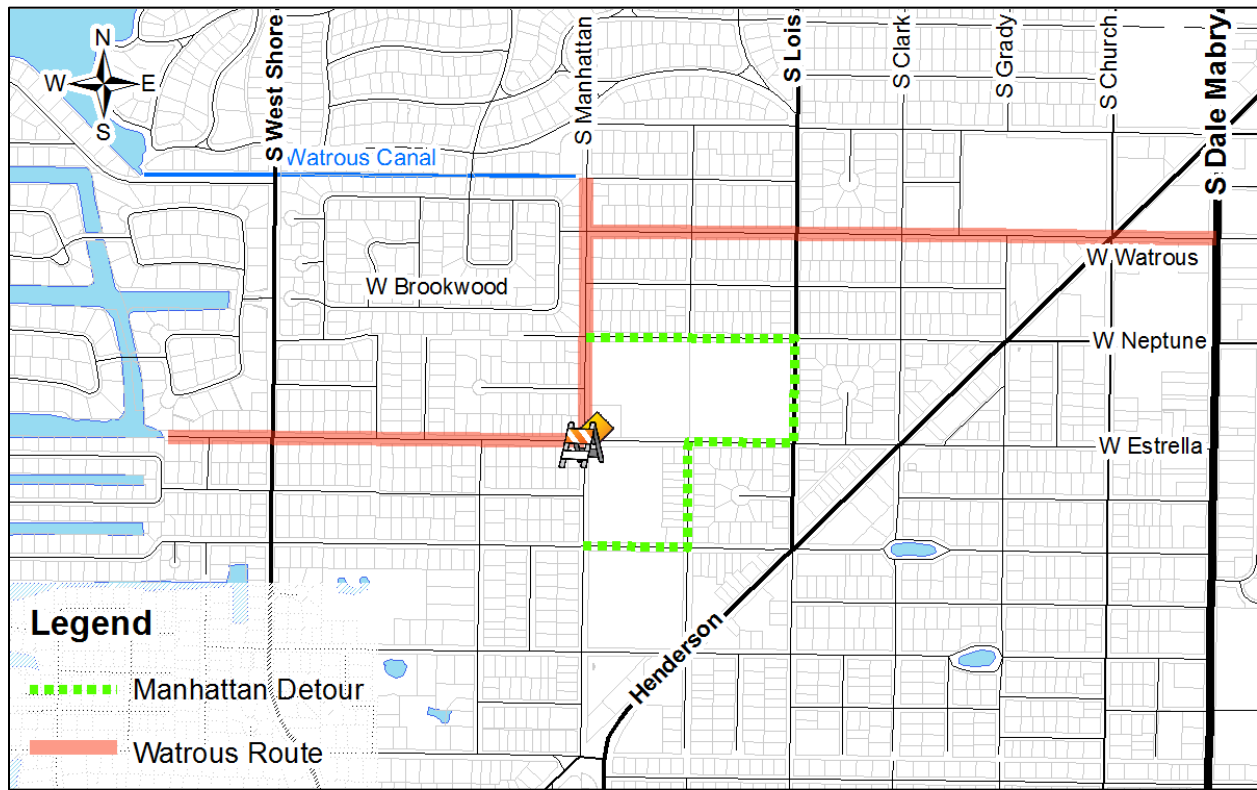 N
W E
S
S West Shore
S Manhattan
S Lois
S Clark
S Grady
S Church
S Dale Mabry
Watrous Canal
W Watrous
W Brookwood
W Neptune
W Estrella
Henderson
Legend
Manhattan Detour
Watrous Route